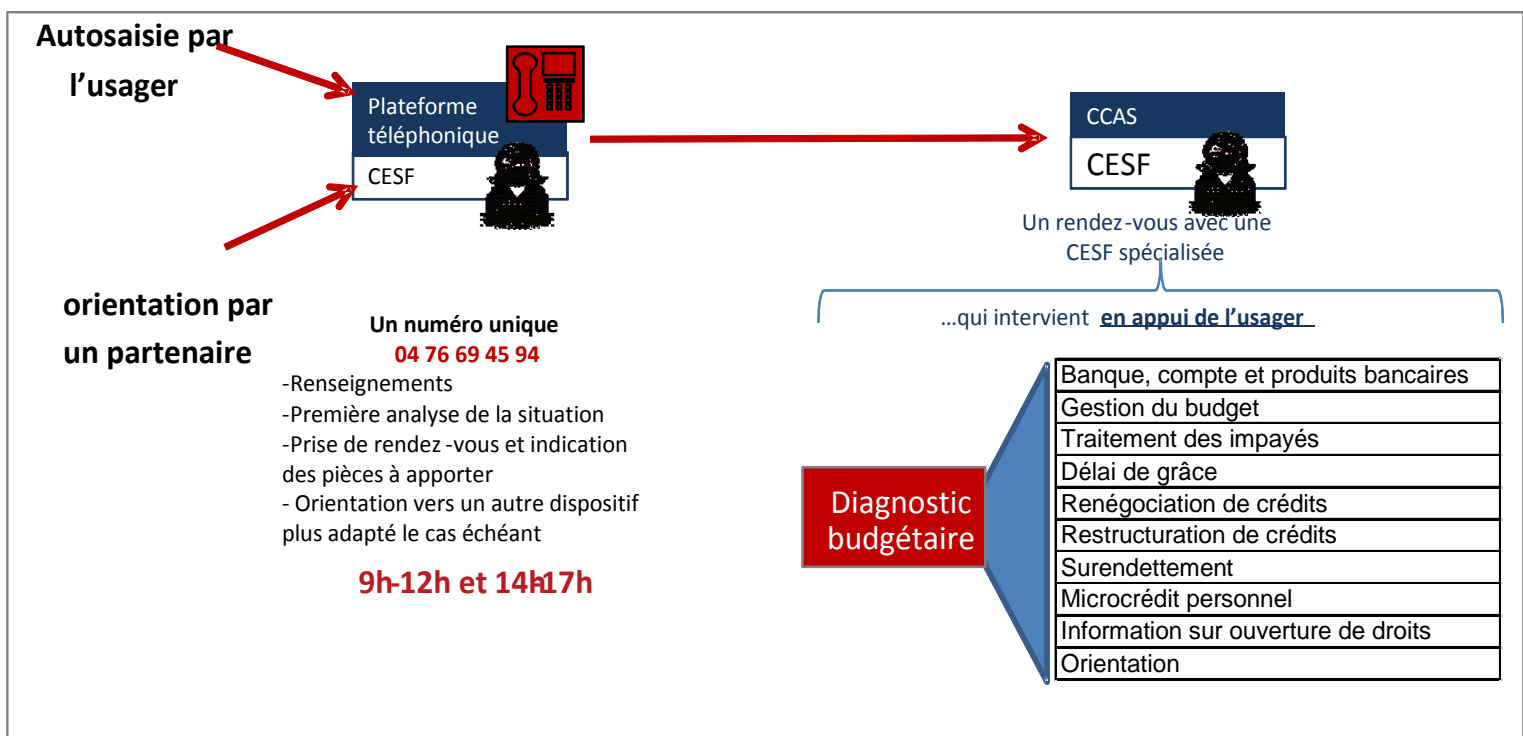 Autosaisie par
l’usager
Plateforme
téléphonique
CESF
orientation par
un partenaire
Un numéro unique
04 76 69 45 94
-Renseignements
-Première analyse de la situation
-Prise de rendez -vous et indication
des pièces à apporter
- Orientation vers un autre dispositif
plus adapté le cas échéant
9h-12h et 14h-17h
CCAS
CESF
Un rendez-vous avec une
CESF spécialisée
…qui intervient en appui de l’usager
Diagnostic
budgétaire
Banque, compte et produits bancaires
Gestion du budget
Traitement des impayés
Délai de grâce
Renégociation de crédits
Restructuration de crédits
Surendettement
Microcrédit personnel
Information sur ouverture de droits
Orientation